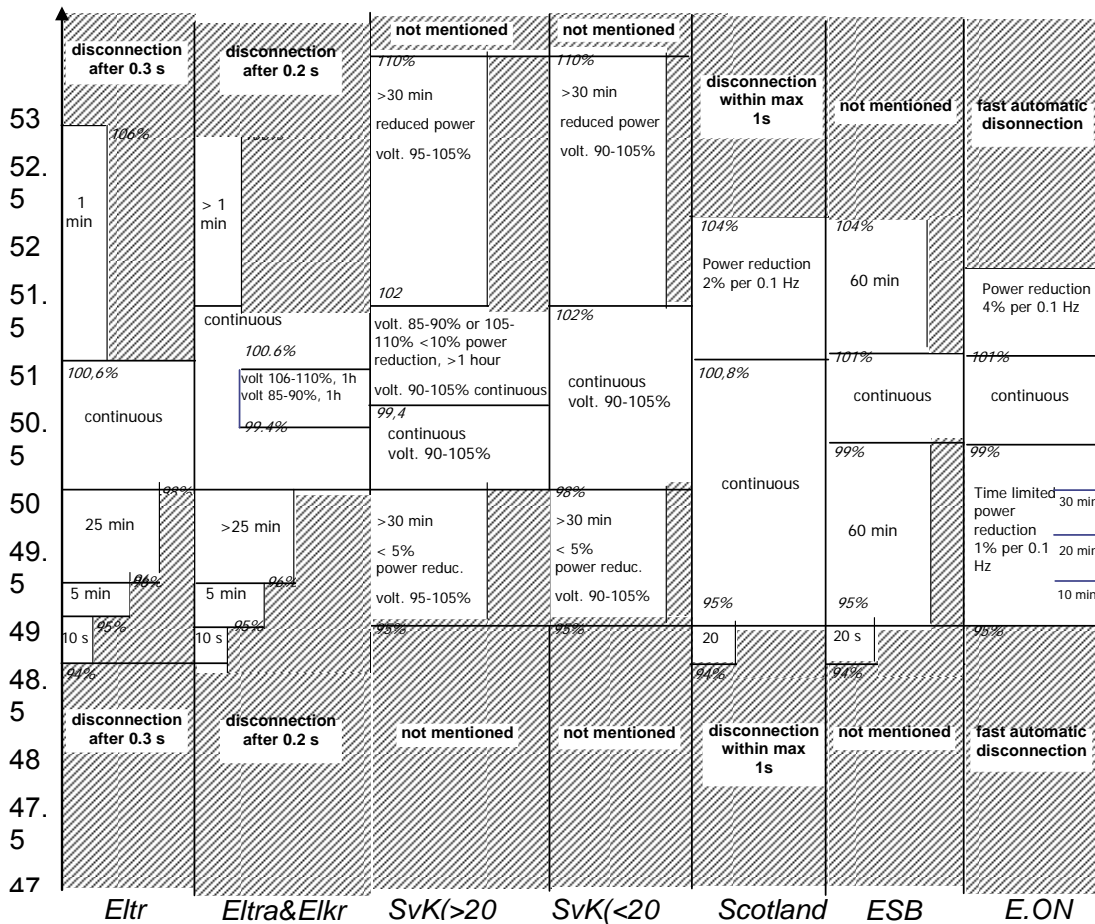 53
52.
5
52
51.
5
51
50.
5
50
49.
5
49
48.
5
48
47.
5
47
disconnection
after 0.3 s
106%
1
min
100,6%
continuous
98%
25 min
96%
5 min
95%
10 s
94%
disconnection
after 0.3 s
Eltr
disconnection
after 0.2 s
> 1
min
continuous
100.6%
volt 106-110%, 1h
volt 85-90%, 1h
99.4%
>25 min
96%
5 min
95%
10 s
disconnection
after 0.2 s
Eltra&Elkr
not mentioned
110%
>30 min
reduced power
volt. 95-105%
102
volt. 85-90% or 105-
110% <10% power
reduction, >1 hour
volt. 90-105% continuous
99,4
continuous
volt. 90-105%
>30 min
< 5%
power reduc.
volt. 95-105%
95%
not mentioned
SvK(>20
not mentioned
110%
>30 min
reduced power
volt. 90-105%
102%
continuous
volt. 90-105%
98%
>30 min
< 5%
power reduc.
volt. 90-105%
95%
not mentioned
SvK(<20
disconnection
within max
1s
104%
Power reduction
2% per 0.1 Hz
100,8%
continuous
95%
20
94%
disconnection
within max
1s
Scotland
not mentioned
104%
60 min
101%
continuous
99%
60 min
95%
20 s
94%
not mentioned
ESB
fast automatic
disonnection
Power reduction
4% per 0.1 Hz
101%
continuous
99%
Time limited
power
reduction
1% per 0.1
Hz
30 min
20 min
10 min
95%
fast automatic
disconnection
E.ON